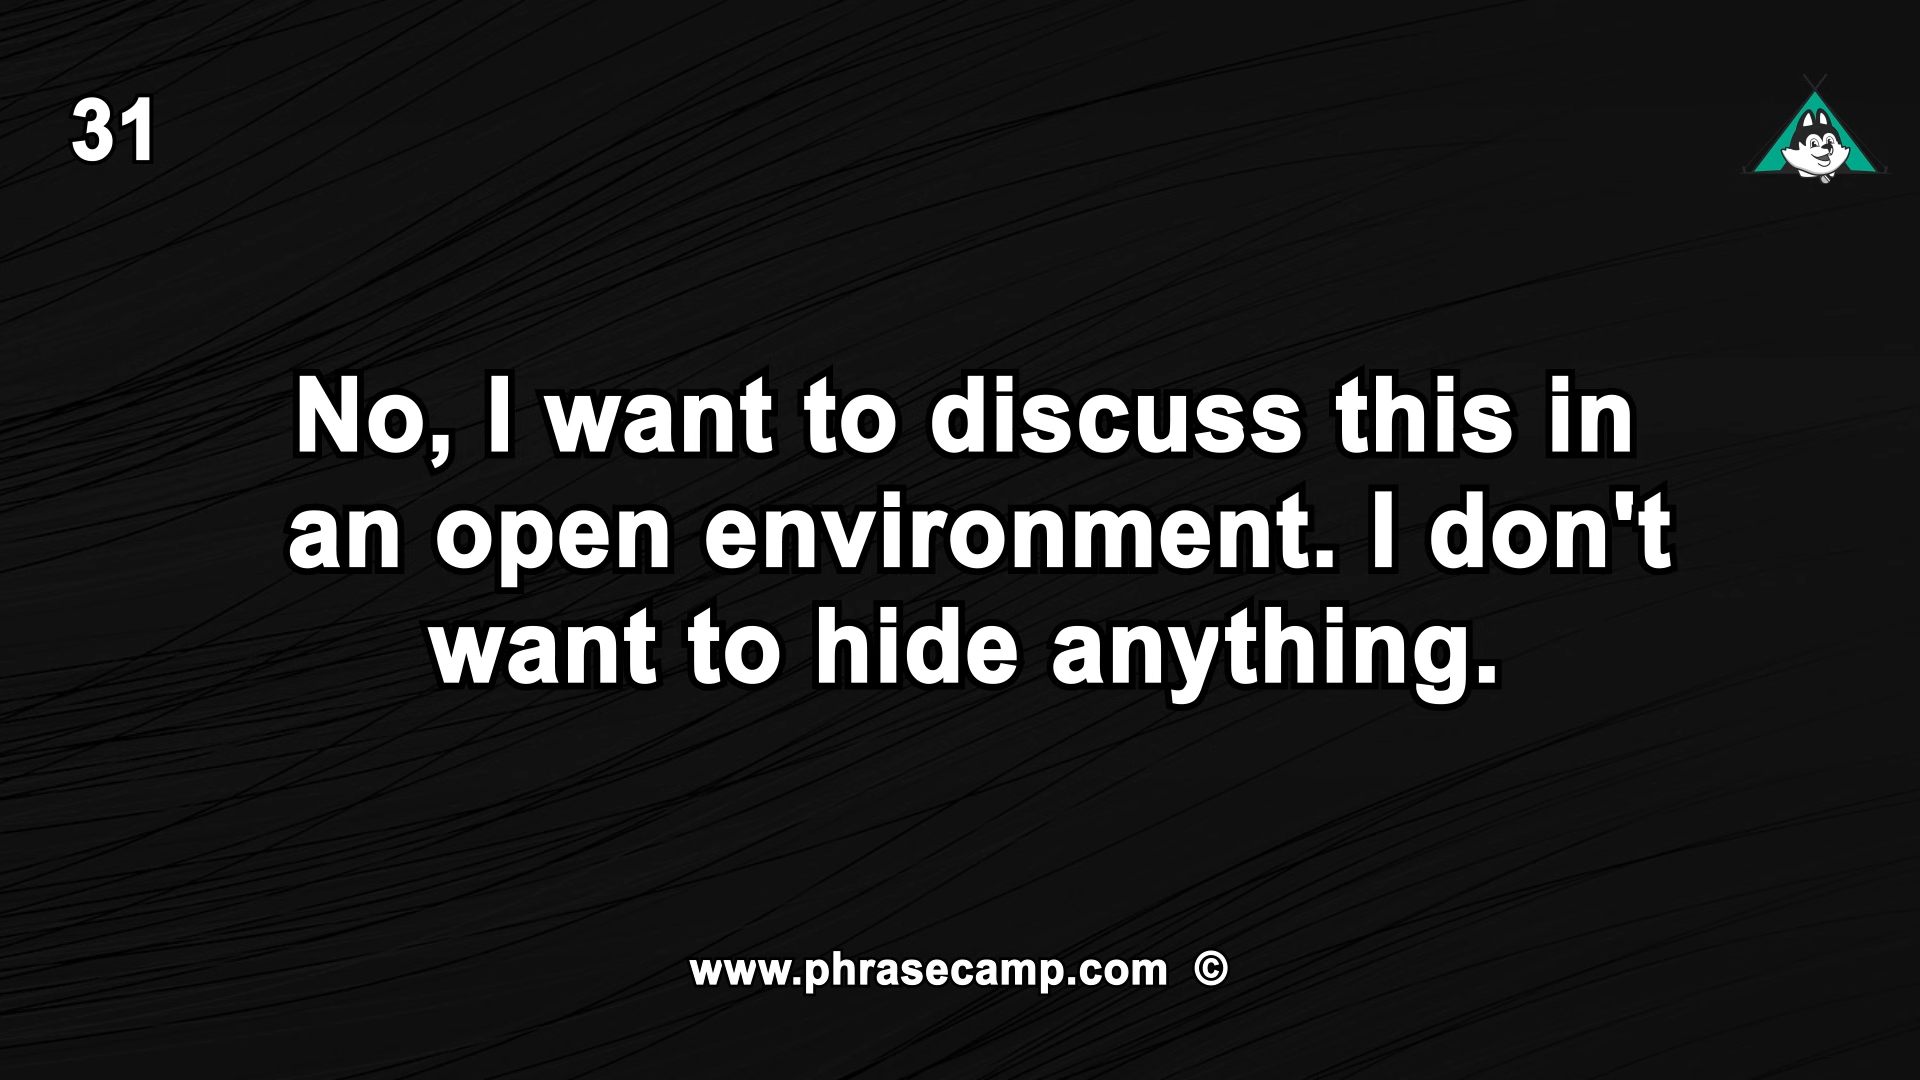 31
No, I want to discuss this in
an open environment. I don't
want to hide anything.
www.phrasecamp.com ©